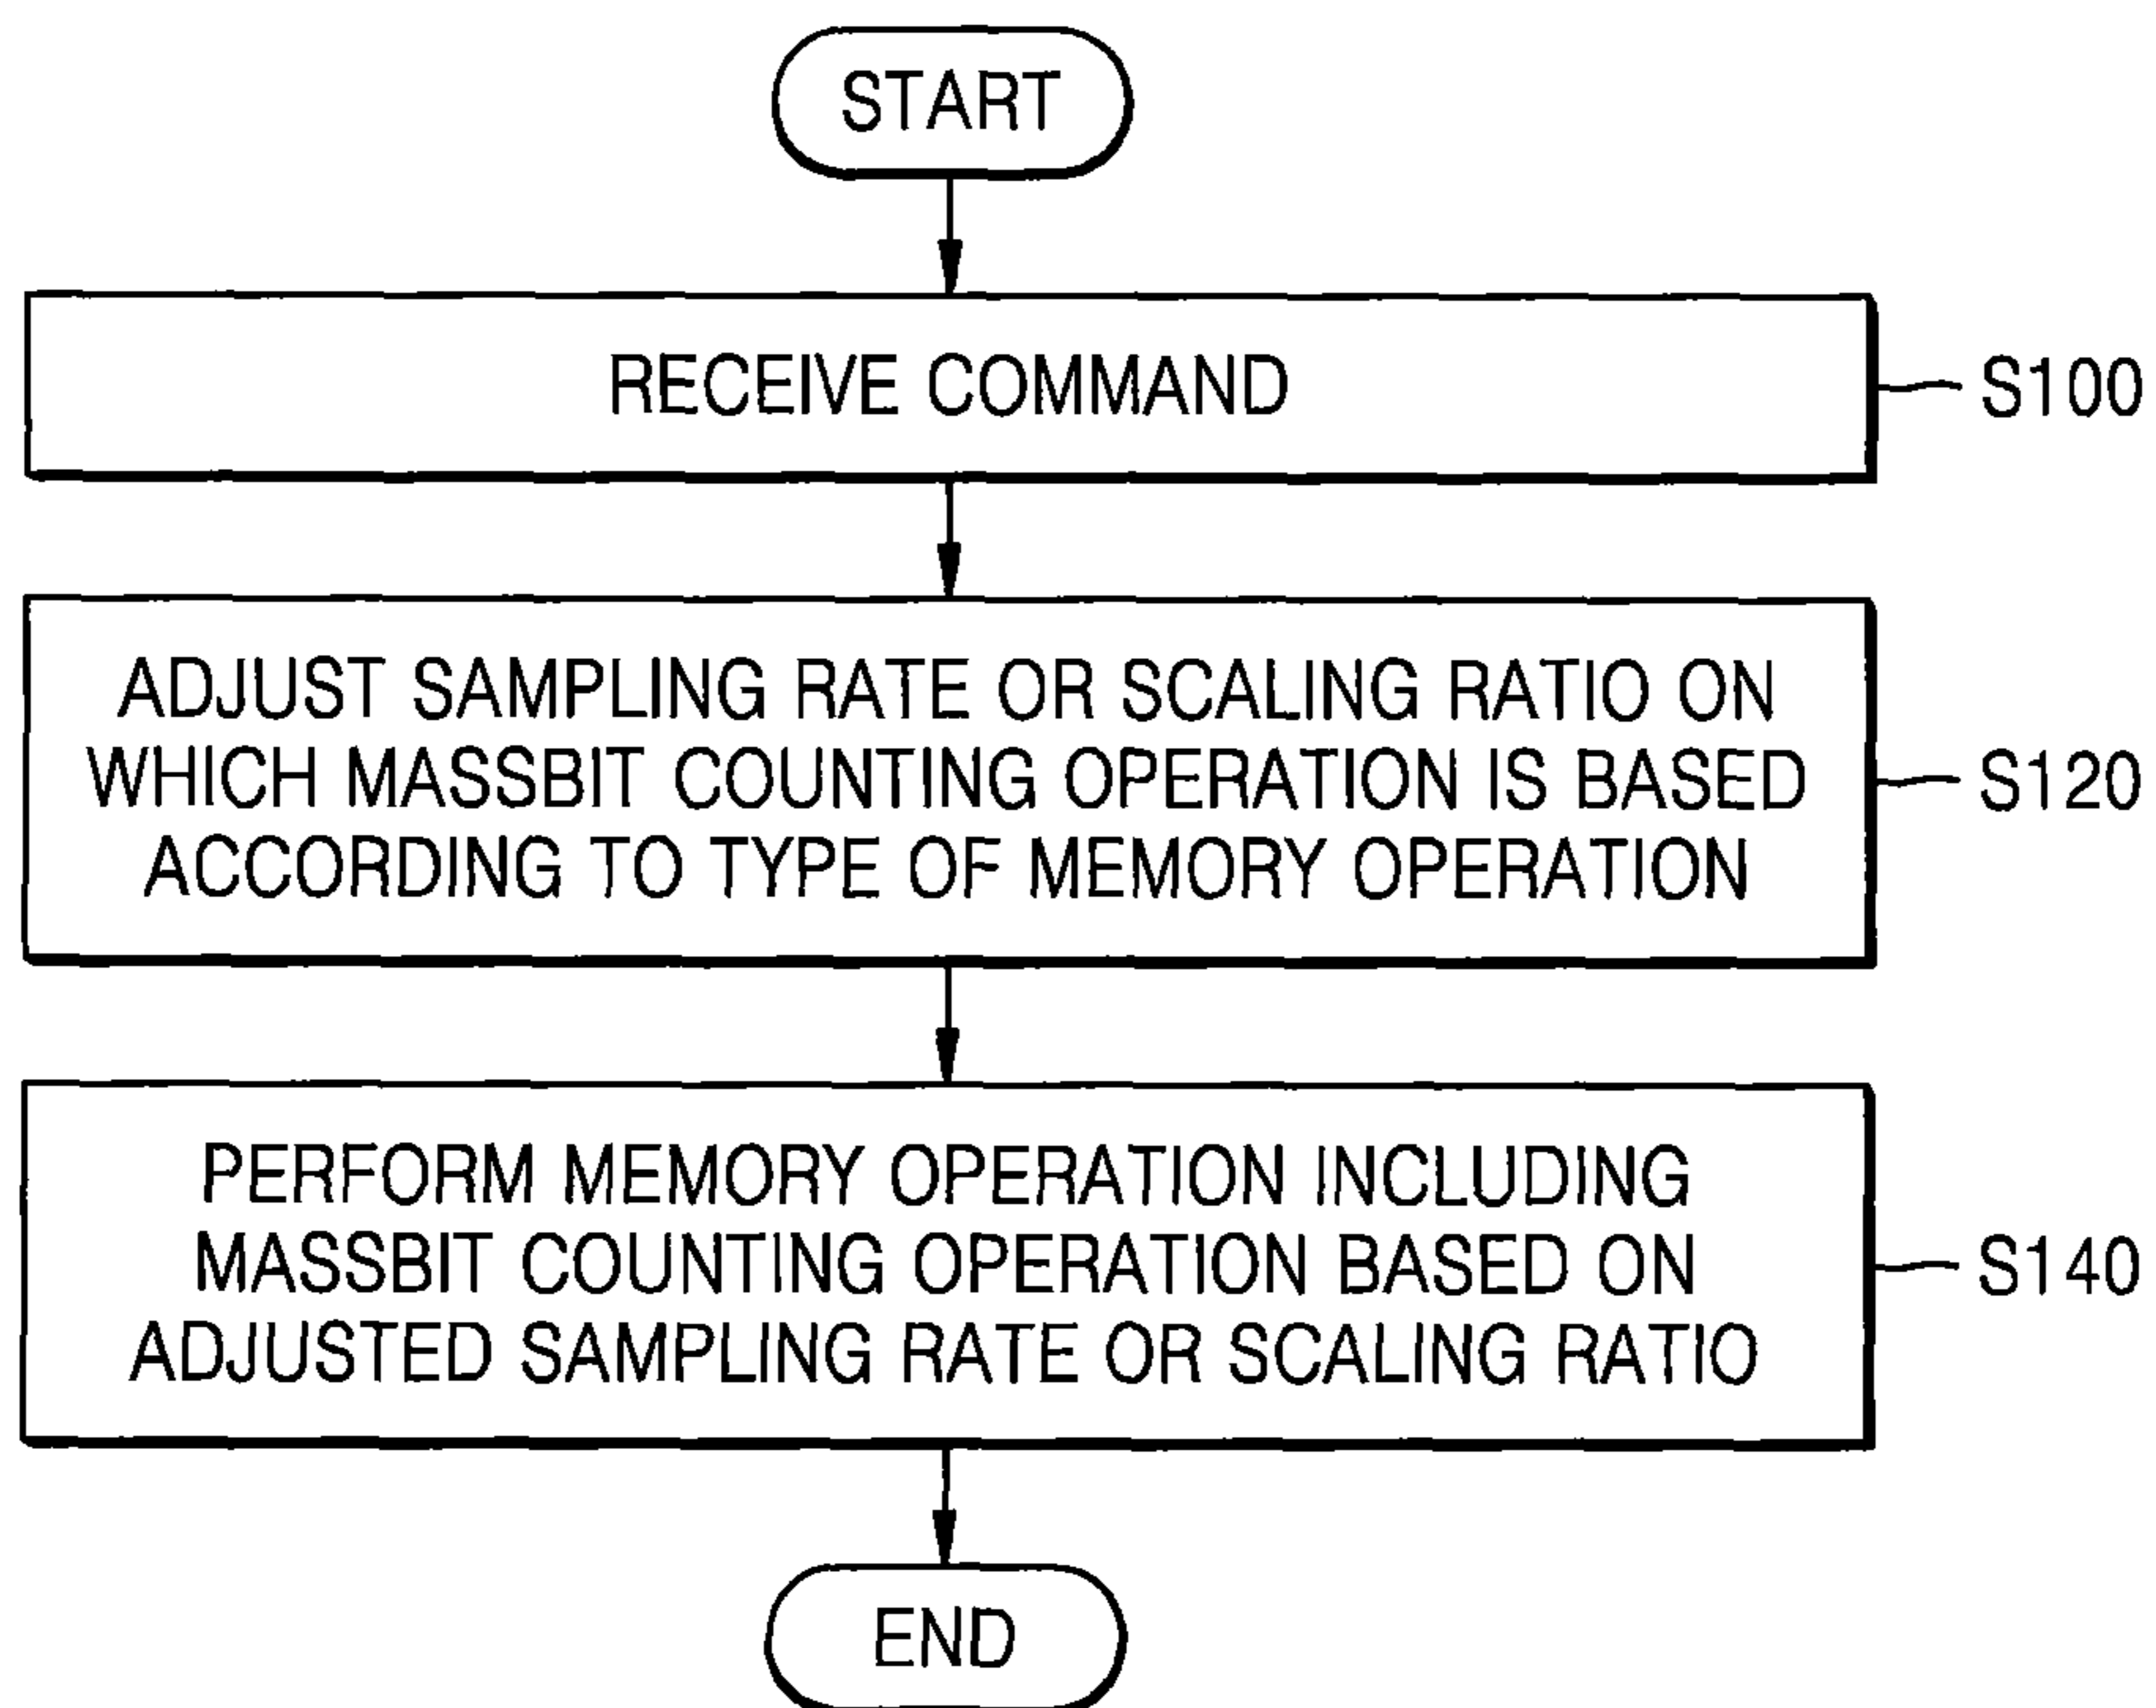 START
RECEIVE COMMAND
S100
ADJUST SAMPLING RATE OR SCALING RATIO ON
WHICH MASSBIT COUNTING OPERATION IS BASED
ACCORDING TO TYPE OF MEMORY OPERATION
S120
PERFORM MEMORY OPERATION INCLUDING
MASSBIT COUNTING OPERATION BASED ON
ADJUSTED SAMPLING RATE OR SCALING RATIO
S140
END